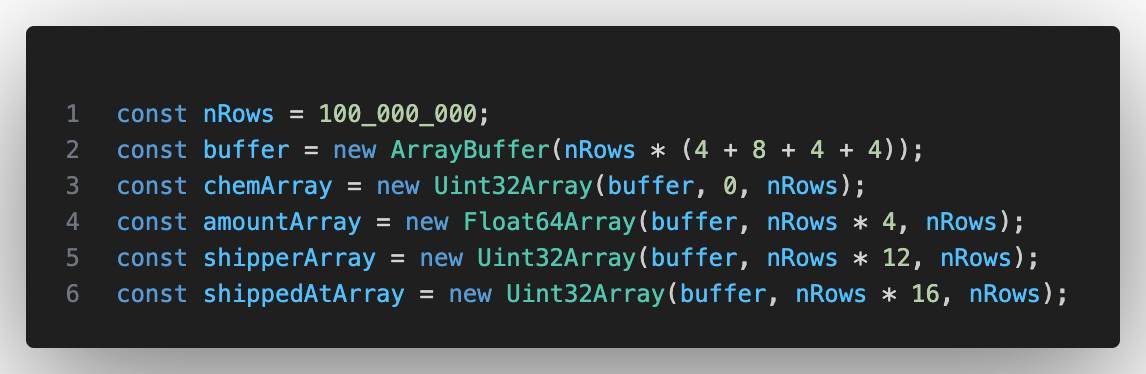 1 const nRows = 100_000_000;
2 const buffer = new ArrayBuffer(nRows * (4 + 8 + 4 + 4));
3 const chemArray = new Uint32Array(buffer, 0, nRows);
4 const amountArray = new Float64Array(buffer, nRows * 4, nRows);
5 const shipperArray = new Uint32Array(buffer, nRows * 12, nRows);
6 const shippedAtArray = new Uint32Array(buffer, nRows * 16, nRows);